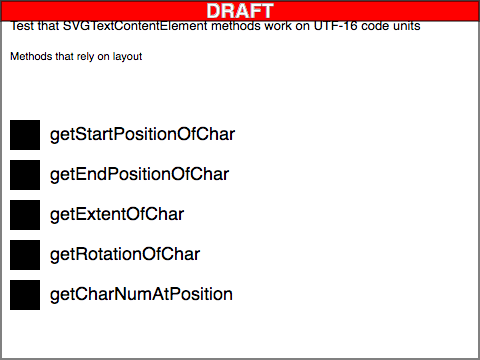 DRAFT
Test that SVGTextContentElement methods work on UTF-16 code units
Methods that rely on layout
getStartPositionOfChar
getEndPositionOfChar
getExtentOfChar
getRotationOfChar
getCharNumAtPosition